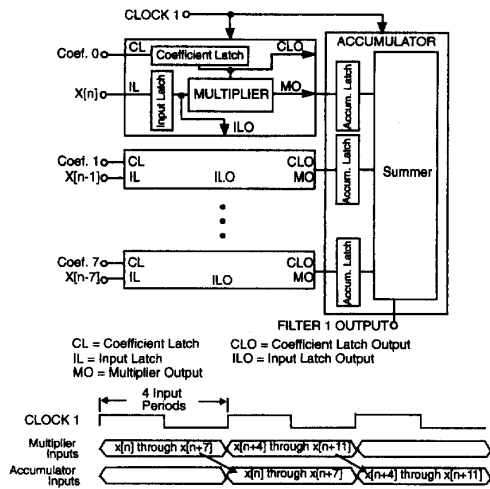 CLOCK 1
ACCUMULATOR
Coef. 0
CL
Coefficient Latch
CLO
X[n]
IL
Input Latch
MULTIPLIER
MO
ILO
Accum. Latch
Summer
Coef. 1
CL
CLO
X[n-1]
IL
ILO
MO
Accum. Latch
Coef. 7
CL
CLO
X[n-7]
IL
ILO
MO
Accum. Latch
FILTER 1 OUTPUT
CL = Coefficient Latch
CLO = Coefficient Latch Output
IL = Input Latch
ILO = Input Latch Output
MO = Multiplier Output
4 Input
Periods
CLOCK 1
Multiplier
Inputs
x[n] through x[n+7]
x[n+4] through x[n+11]
Accumulator
Inputs
x[n] through x[n+7]
x[n+4] through x[n+11]